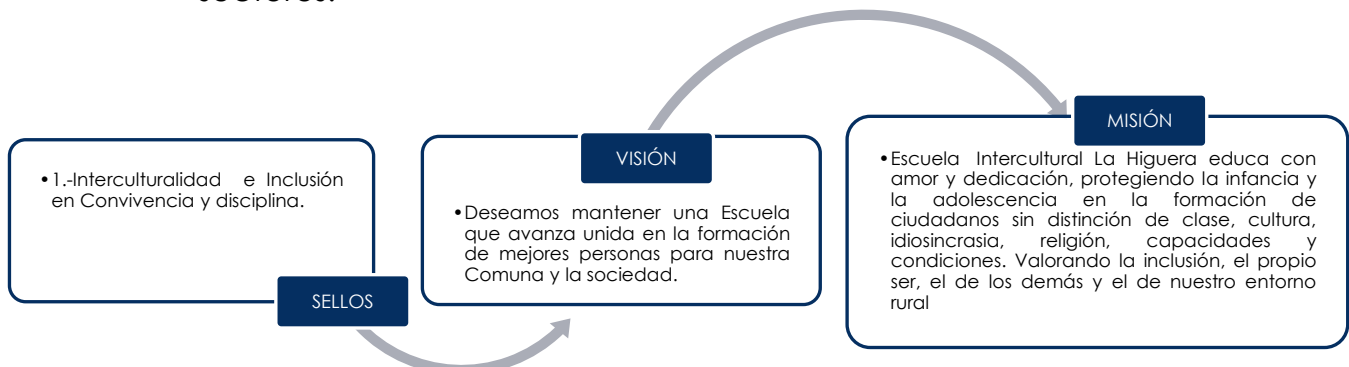 •1.-Interculturalidad e Inclusión
en Convivencia y disciplina.
SELLOS
VISIÓN
•Deseamos mantener una Escuela
que avanza unida en la formación
de mejores personas para nuestra
Comuna y la sociedad.
MISIÓN
•Escuela Intercultural La Higuera educa con
amor y dedicación, protegiendo la infancia y
la adolescencia en la formación de
ciudadanos sin distinción de clase, cultura,
idiosincrasia, religión, capacidades y
condiciones. Valorando la inclusión, el propio
ser, el de los demás y el de nuestro entorno
rural